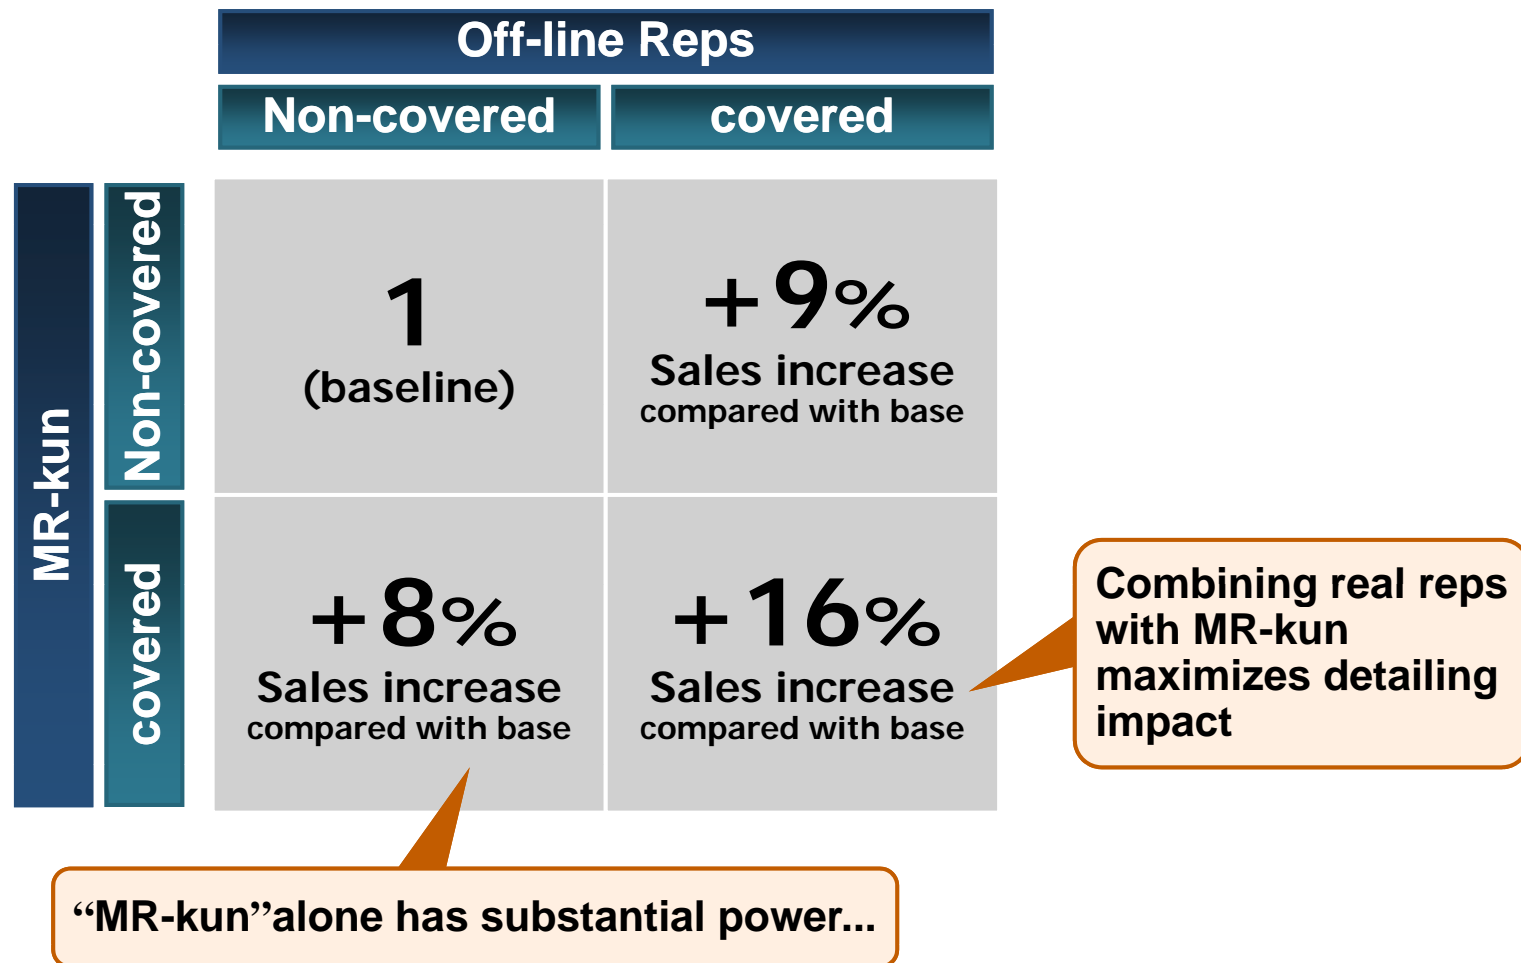 Off-line Reps
Non-covered
covered
MR-kun
Non-covered
1
(baseline)
+9%
Sales increase
compared with base
covered
+8%
Sales increase
compared with base
+16%
Sales increase
compared with base
Combining real reps
with MR-kun
maximizes detailing
impact
“MR-kun”alone has substantial power...